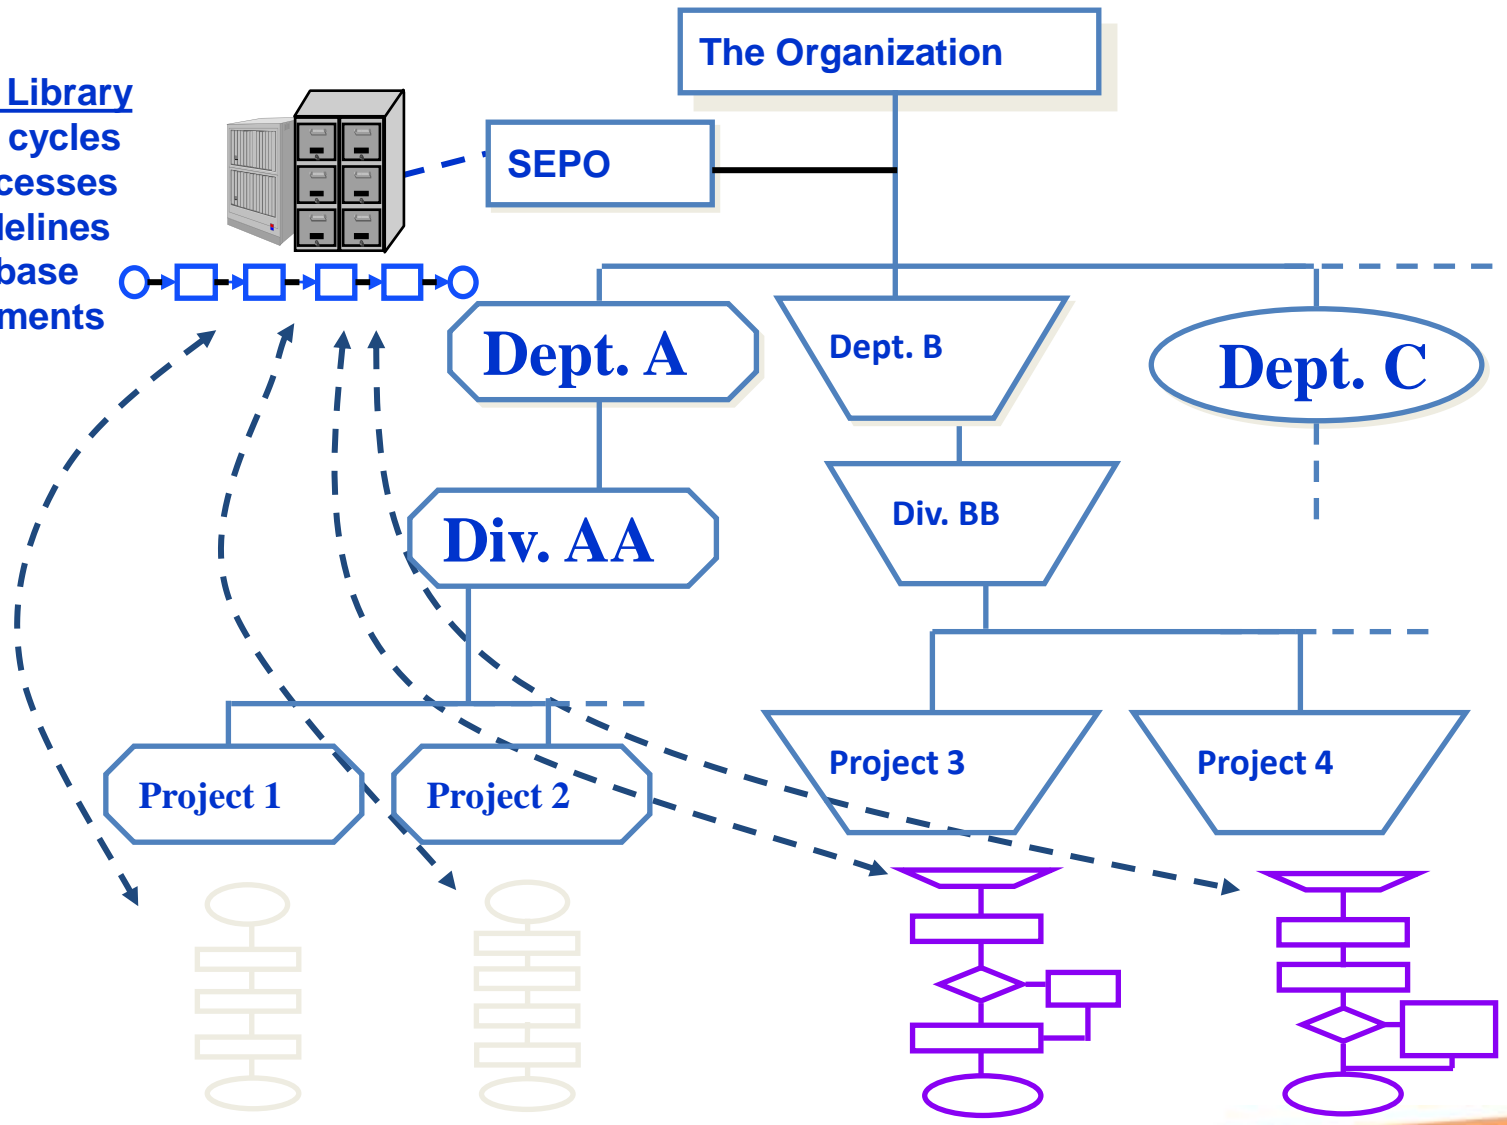 The Organization
Library
cycles
SEPO
cesses
delines
base
ments
Dept. A
Dept. B
Dept. C
Div. AA
Div. BB
Project 1
Project 2
Project 3
Project 4